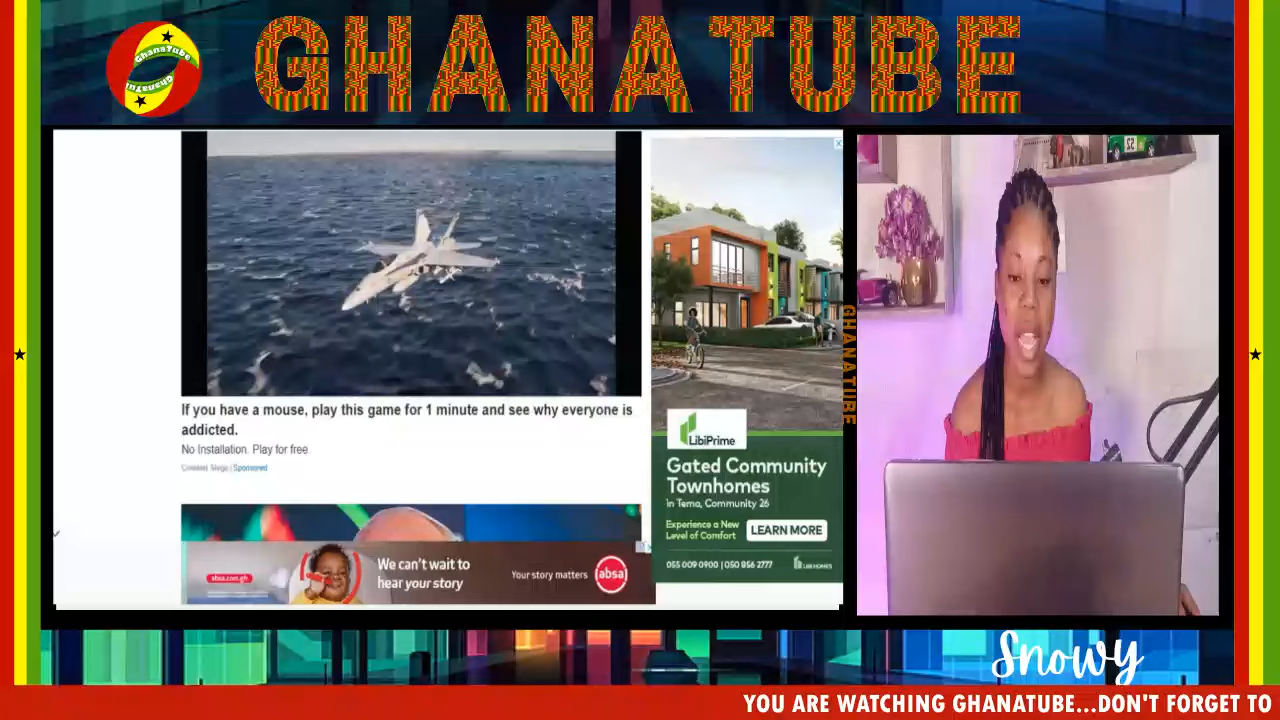 GHANATUBE
GhanaTube
If you have a mouse, play this game for 1 minute and see why everyone is
addicted.
No Installation. Play for free
Sponsored
absa.com.gh
We can't wait to
hear your story
Your story matters
absa
LibiPrime
Gated Community
Townhomes
in Tema, Community 26
Experience a New
Level of Comfort
LEARN MORE
055 009 0900 | 050 856 2777
LIBI HOMES
GHANATUBE
Snowy
YOU ARE WATCHING GHANATUBE...DON'T FORGET TO